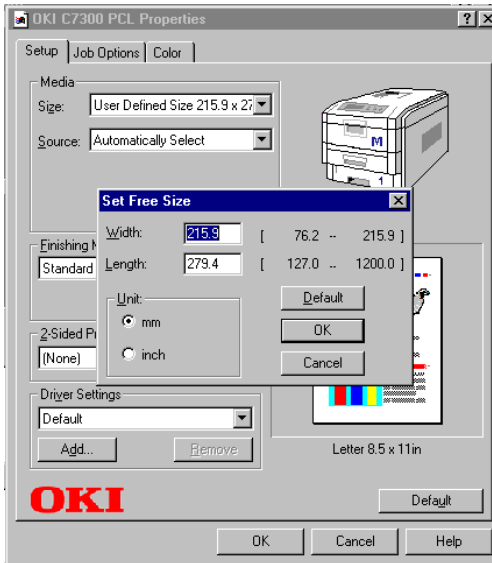 OKI C7300 PCL Properties
Setup Job Options Color
Media
Size: User Defined Size 215.9 x 27
Source: Automatically Select
M
1
Set Free Size
Width: 215.9 [ 76.2 -- 215.9 ]
Length: 279.4 [ 127.0 -- 1200.0 ]
Unit:
mm
inch
Default
OK
Cancel
Finishing M
Standard
2-Sided Pr
(None)
Driver Settings
Default
Add... Remove
Letter 8.5 x 11in
OKI
Default
OK Cancel Help